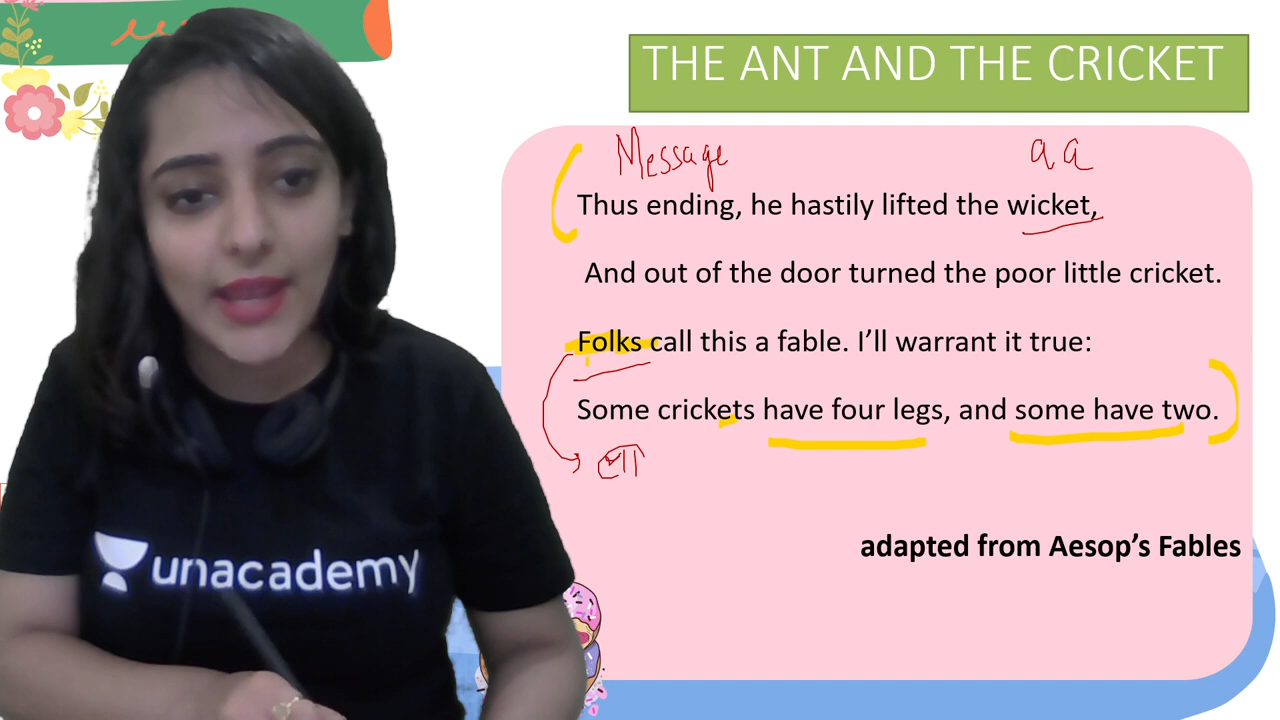 THE ANT AND THE CRICKET
Message
a a
Thus ending, he hastily lifted the wicket,
And out of the door turned the poor little cricket.
Folks call this a fable. I’ll warrant it true:
Some crickets have four legs, and some have two.
adapted from Aesop’s Fables
unacademy